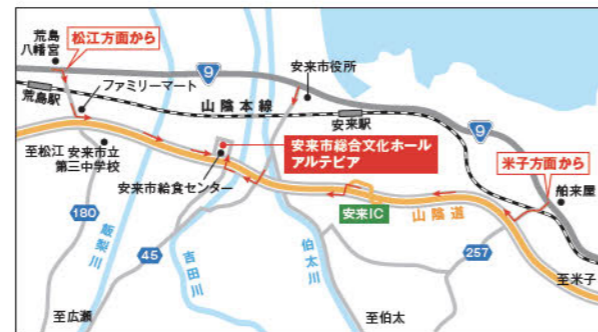 荒島
八幡宮
松江方面から
9
安来市役所
荒島駅
ファミリーマート
山陰本線
安来駅
9
至松江
安来市立
第三中学校
安来市総合文化ホール
アルテピア
米子方面から
安来市給食センター
舶来屋
180
飯梨川
安来IC
山陰道
45
吉田川
伯太川
257
至米子
至広瀬
至伯太